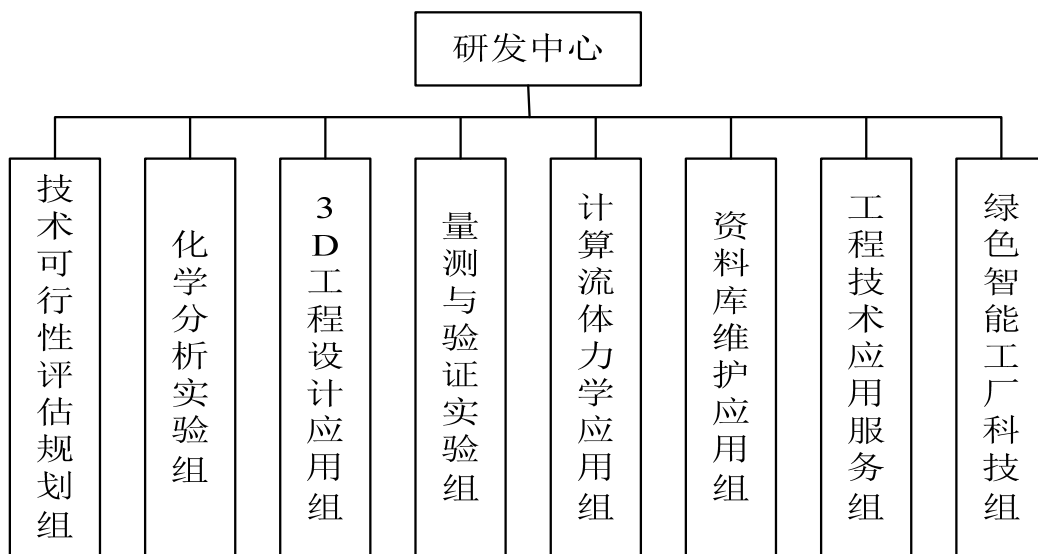 研发中心
技术可行性评估规划组
化学分析实验组
3D工程设计应用组
量测与验证实验组
计算流体力学应用组
资料库维护应用组
工程技术应用服务组
绿色智能工厂科技组